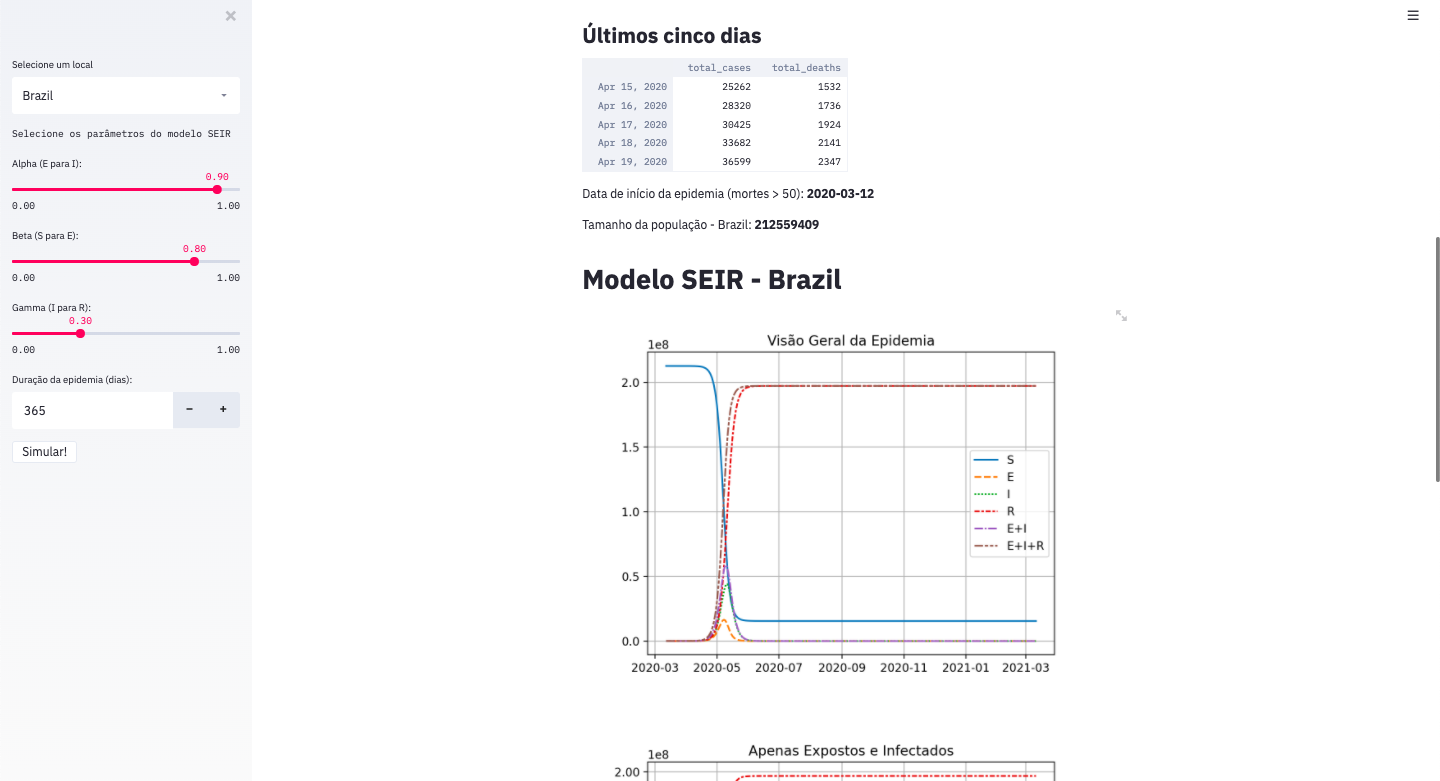 Selecione um local
Brazil
Selecione os parâmetros do modelo SEIR
Alpha (E para I):
0.90
0.00 1.00
Beta (S para E):
0.80
0.00 1.00
Gamma (I para R):
0.30
0.00 1.00
Duração da epidemia (dias):
365 − +
Simular!
Últimos cinco dias
total_cases total_deaths
Apr 15, 2020 25262 1532
Apr 16, 2020 28320 1736
Apr 17, 2020 30425 1924
Apr 18, 2020 33682 2141
Apr 19, 2020 36599 2347
Data de início da epidemia (mortes > 50): 2020-03-12
Tamanho da população - Brazil: 212559409
Modelo SEIR - Brazil
Visão Geral da Epidemia
1e8
2.0
1.5
1.0
0.5
0.0
S
E
I
R
E+I
E+I+R
2020-03 2020-05 2020-07 2020-09 2020-11 2021-01 2021-03
Apenas Expostos e Infectados
1e8
2.00